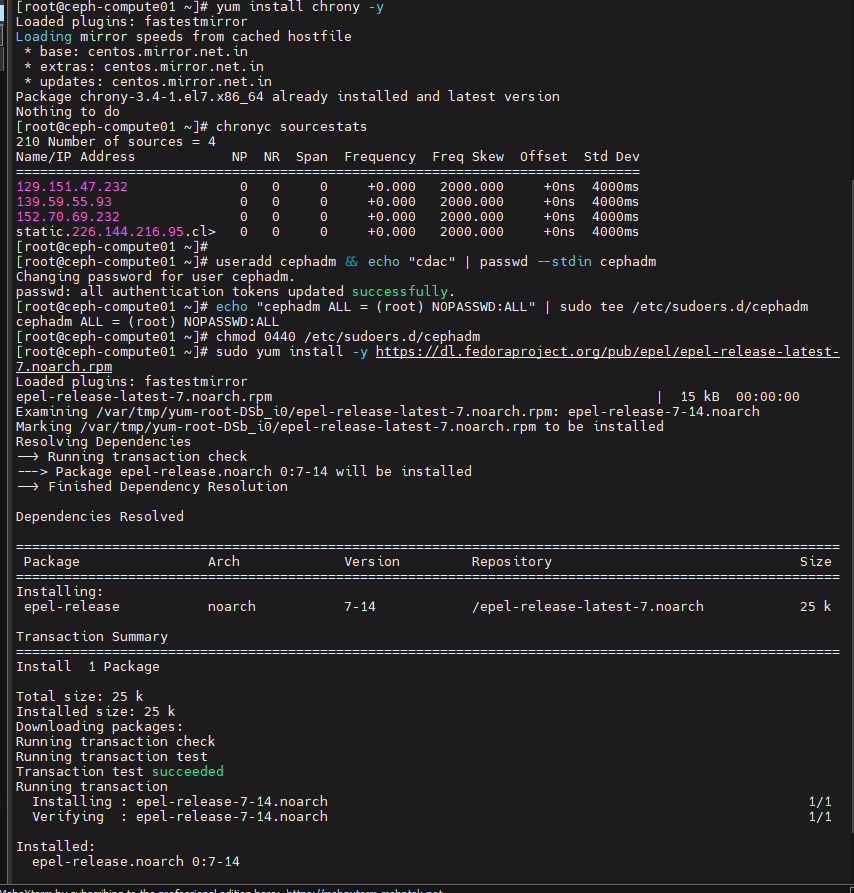 [root@ceph-compute01 ~]# yum install chrony -y
Loaded plugins: fastestmirror
Loading mirror speeds from cached hostfile
 * base: centos.mirror.net.in
 * extras: centos.mirror.net.in
 * updates: centos.mirror.net.in
Package chrony-3.4-1.el7.x86_64 already installed and latest version
Nothing to do
[root@ceph-compute01 ~]# chronyc sourcestats
210 Number of sources = 4
Name/IP Address            NP  NR  Span  Frequency  Freq Skew  Offset  Std Dev
==============================================================================
129.151.47.232              0   0     0     +0.000   2000.000     +0ns  4000ms
139.59.55.93                0   0     0     +0.000   2000.000     +0ns  4000ms
152.70.69.232               0   0     0     +0.000   2000.000     +0ns  4000ms
static.226.144.216.95.cl>   0   0     0     +0.000   2000.000     +0ns  4000ms
[root@ceph-compute01 ~]#
[root@ceph-compute01 ~]# useradd cephadm && echo "cdac" | passwd --stdin cephadm
Changing password for user cephadm.
passwd: all authentication tokens updated successfully.
[root@ceph-compute01 ~]# echo "cephadm ALL = (root) NOPASSWD:ALL" | sudo tee /etc/sudoers.d/cephadm
cephadm ALL = (root) NOPASSWD:ALL
[root@ceph-compute01 ~]# chmod 0440 /etc/sudoers.d/cephadm
[root@ceph-compute01 ~]# sudo yum install -y https://dl.fedoraproject.org/pub/epel/epel-release-latest-
7.noarch.rpm
Loaded plugins: fastestmirror
epel-release-latest-7.noarch.rpm                                                | 15 kB  00:00:00
Examining /var/tmp/yum-root-DSb_i0/epel-release-latest-7.noarch.rpm: epel-release-7-14.noarch
Marking /var/tmp/yum-root-DSb_i0/epel-release-latest-7.noarch.rpm to be installed
Resolving Dependencies
--> Running transaction check
---> Package epel-release.noarch 0:7-14 will be installed
--> Finished Dependency Resolution

Dependencies Resolved

=======================================================================================================
 Package                Arch             Version         Repository                               Size
=======================================================================================================
Installing:
 epel-release           noarch           7-14            /epel-release-latest-7.noarch            25 k

Transaction Summary
=======================================================================================================
Install  1 Package

Total size: 25 k
Installed size: 25 k
Downloading packages:
Running transaction check
Running transaction test
Transaction test succeeded
Running transaction
  Installing : epel-release-7-14.noarch                                                            1/1
  Verifying  : epel-release-7-14.noarch                                                            1/1

Installed:
  epel-release.noarch 0:7-14